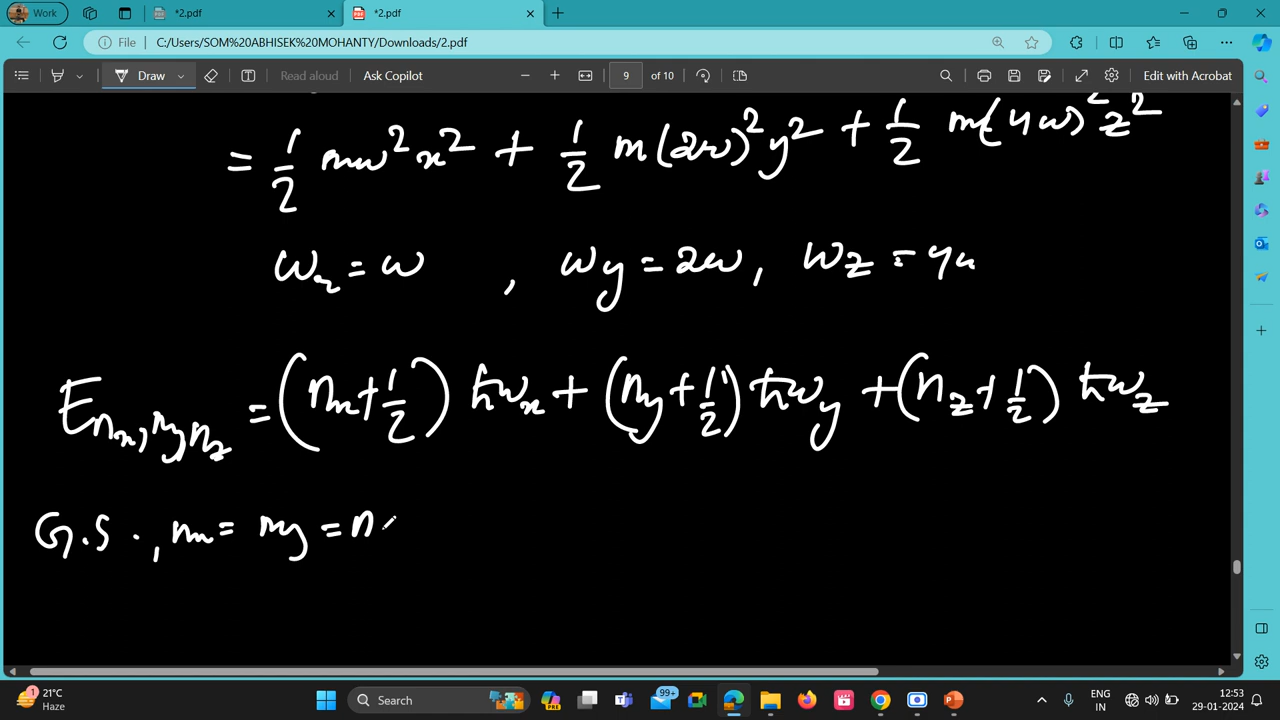 Work
*2.pdf
*2.pdf
File C:/Users/SOM%20ABHISEK%20MOHANTY/Downloads/2.pdf
Draw Read aloud Ask Copilot 9 of 10 Edit with Acrobat
= 1/2 mω²x² + 1/2 m(2ω)²y² + 1/2 m(4ω)²z²
ωx = ω , ωy = 2ω, ωz = 4
Enx,ny,nz = (nx+1/2) ħωx + (ny+1/2) ħωy + (nz+1/2) ħωz
G.S., nx = ny = n
21°C
Haze
Search
PRE
99+
ENG
IN
12:53
29-01-2024